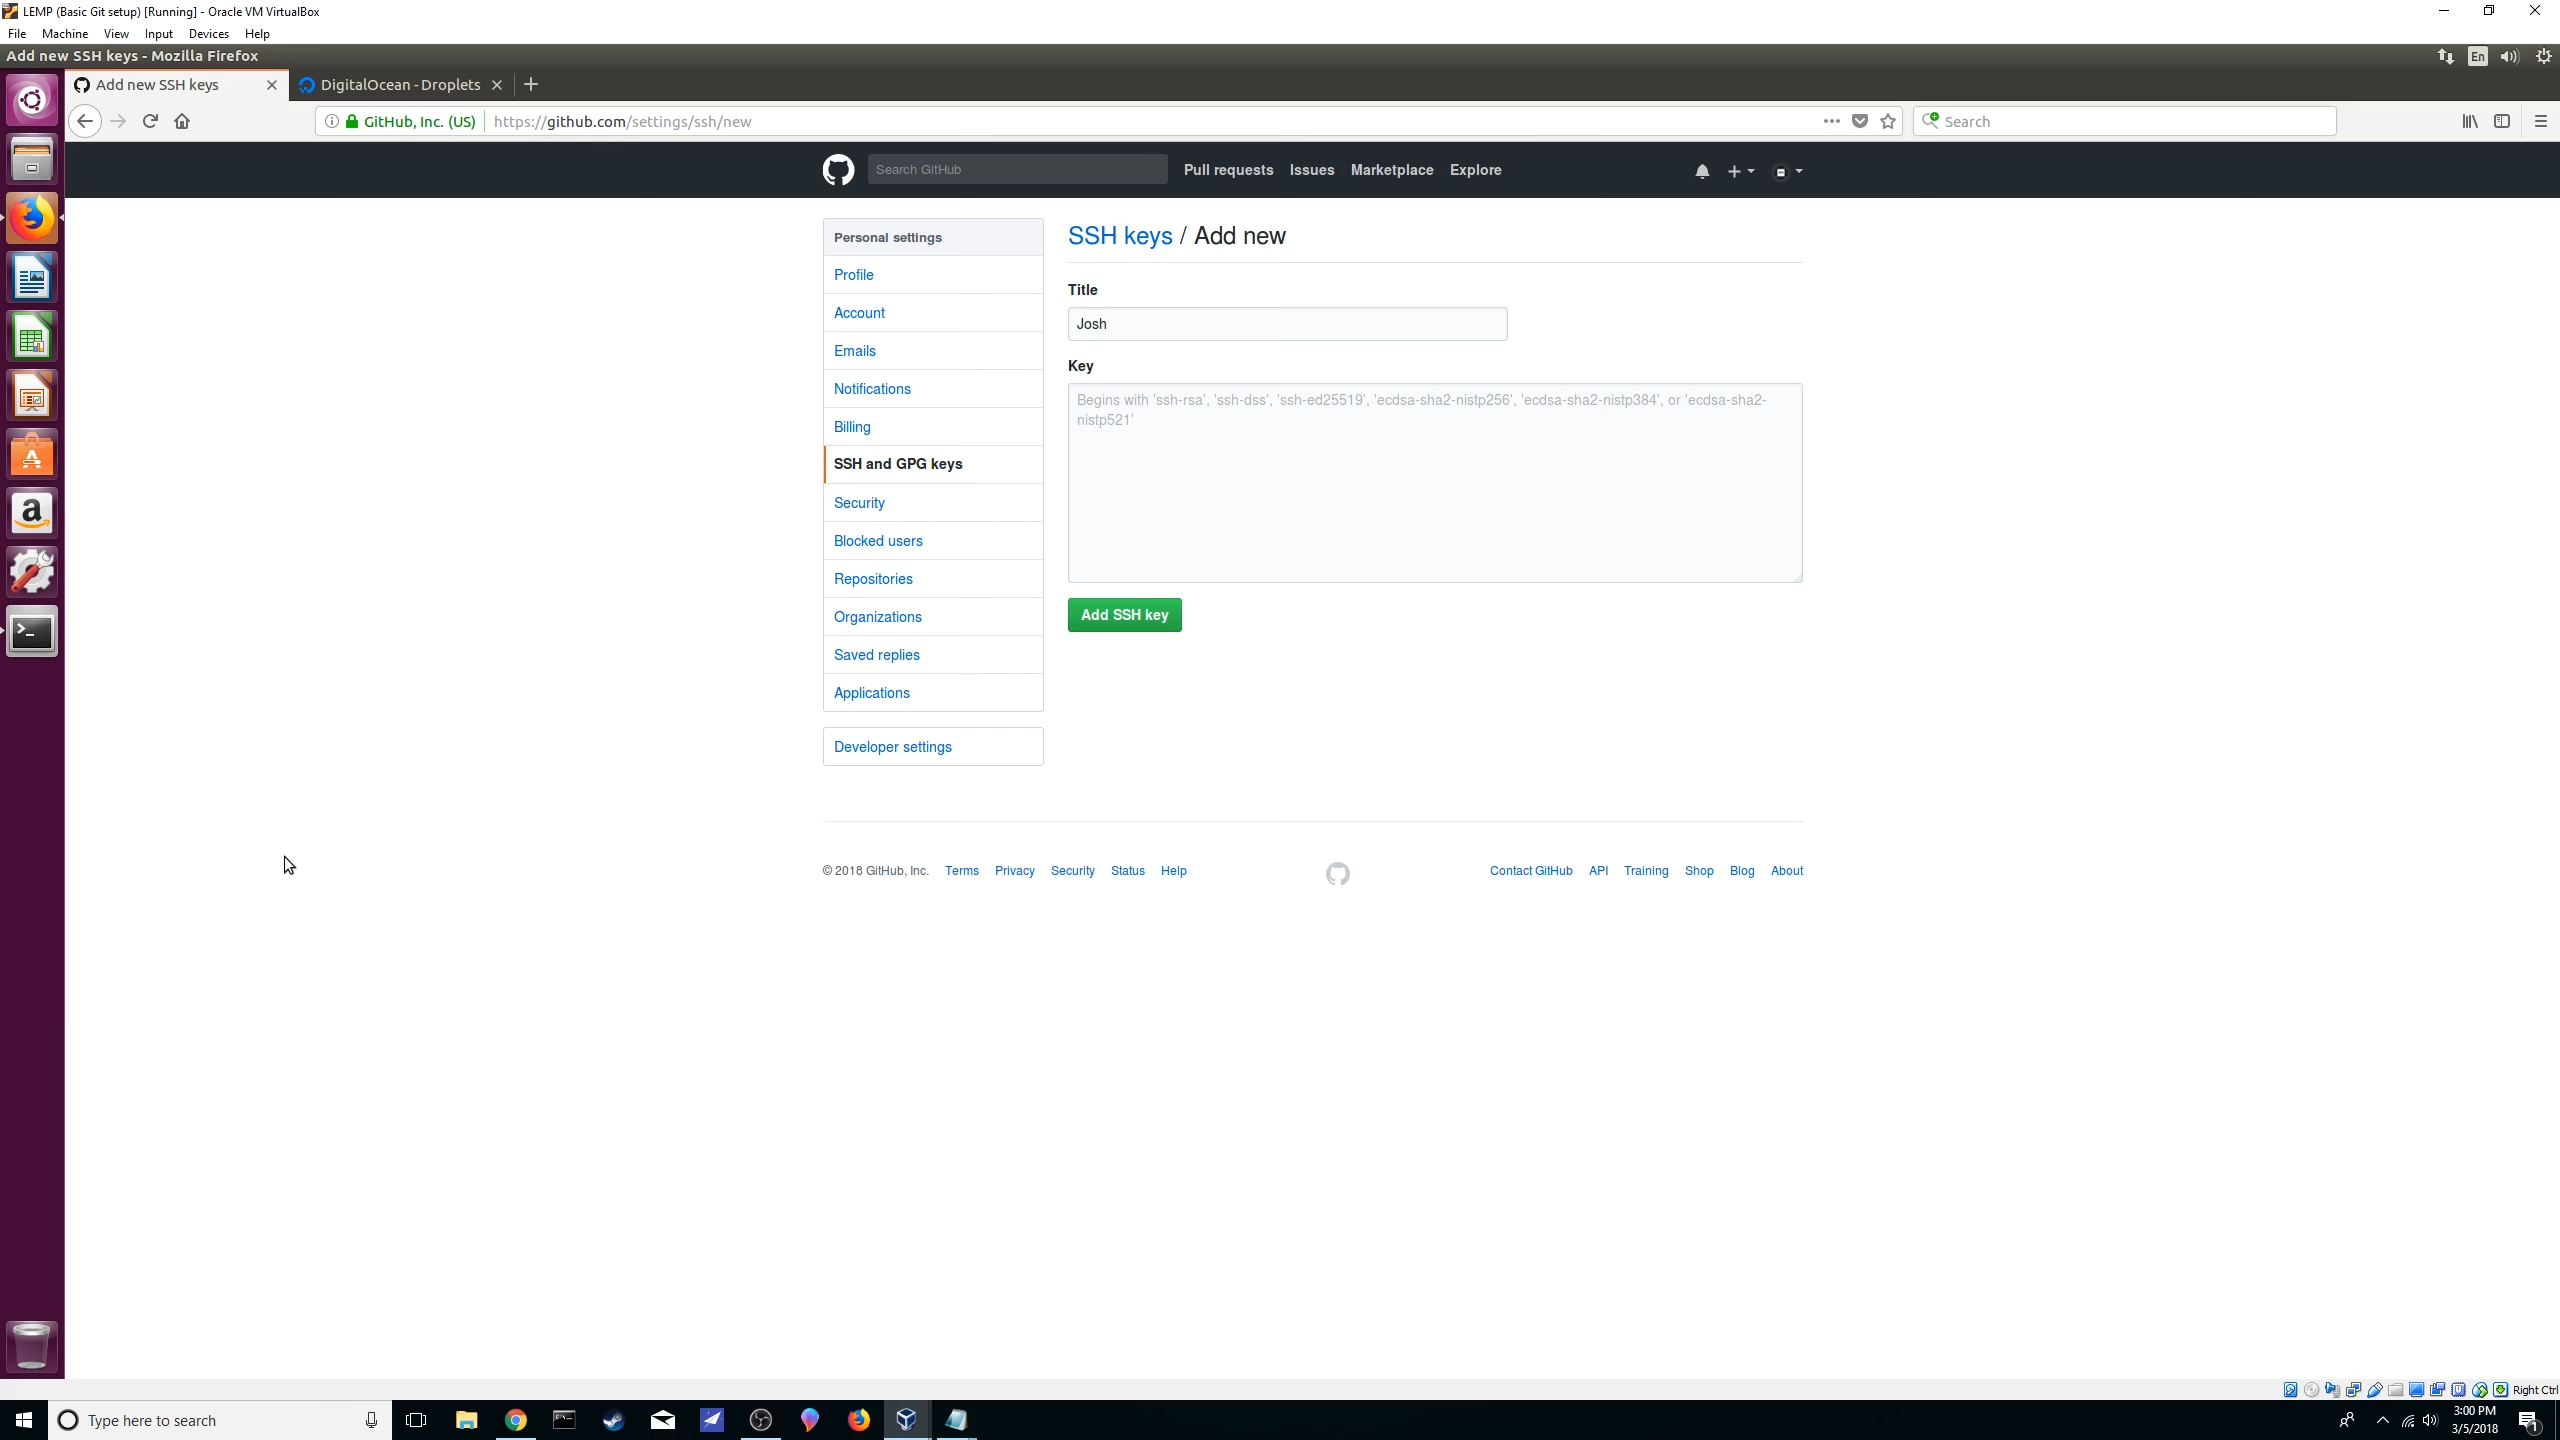 LEMP (Basic Git setup) [Running] - Oracle VM VirtualBox
File Machine View Input Devices Help
Add new SSH keys - Mozilla Firefox
En
Add new SSH keys
DigitalOcean - Droplets
GitHub, Inc. (US) https://github.com/settings/ssh/new
Search
Search GitHub
Pull requests Issues Marketplace Explore
Personal settings
Profile
Account
Emails
Notifications
Billing
SSH and GPG keys
Security
Blocked users
Repositories
Organizations
Saved replies
Applications
Developer settings
SSH keys / Add new
Title
Josh
Key
Begins with 'ssh-rsa', 'ssh-dss', 'ssh-ed25519', 'ecdsa-sha2-nistp256', 'ecdsa-sha2-nistp384', or 'ecdsa-sha2-
nistp521'
Add SSH key
© 2018 GitHub, Inc. Terms Privacy Security Status Help
Contact GitHub API Training Shop Blog About
Right Ctrl
Type here to search
3:00 PM
3/5/2018
1